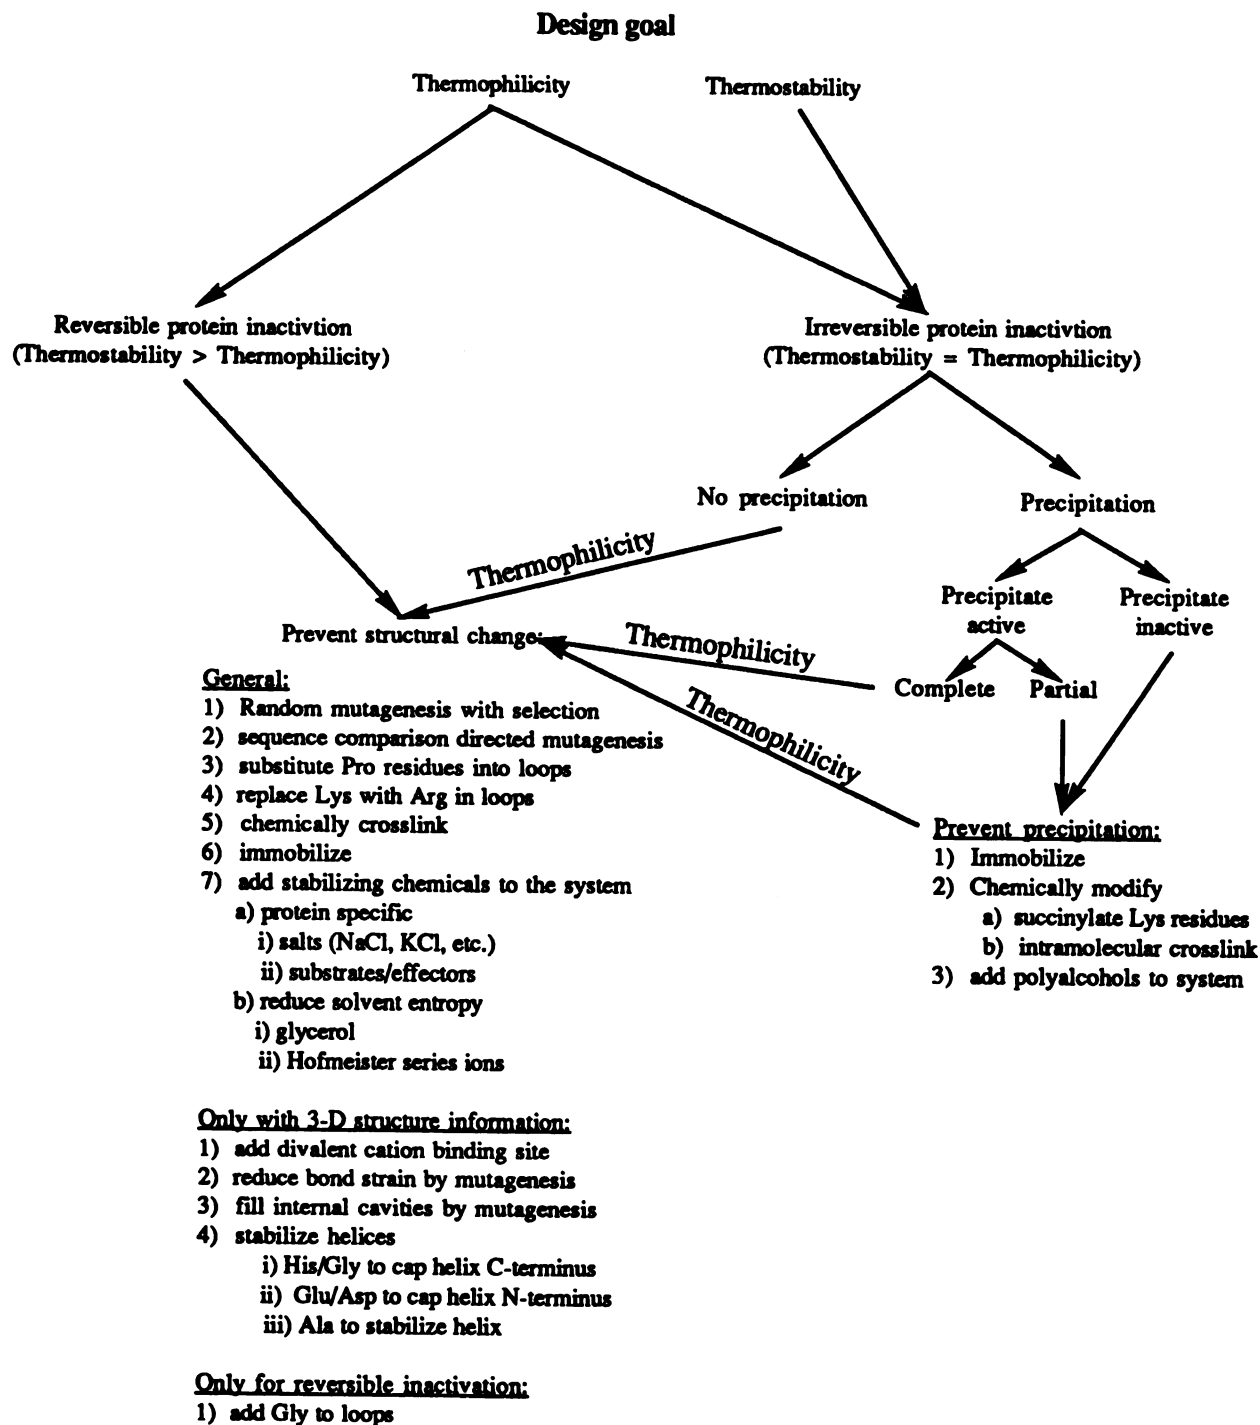 Design goal
Thermophilicity
Thermostability
Reversible protein inactivtion
(Thermostability > Thermophilicity)
Irreversible protein inactivtion
(Thermostability = Thermophilicity)
No precipitation
Precipitation
Thermophilicity
Precipitate
active
Precipitate
inactive
Prevent structural change:
Thermophilicity
Complete
Partial
Thermophilicity
General:
1) Random mutagenesis with selection
2) sequence comparison directed mutagenesis
3) substitute Pro residues into loops
4) replace Lys with Arg in loops
5) chemically crosslink
6) immobilize
7) add stabilizing chemicals to the system
a) protein specific
i) salts (NaCl, KCl, etc.)
ii) substrates/effectors
b) reduce solvent entropy
i) glycerol
ii) Hofmeister series ions
Prevent precipitation:
1) Immobilize
2) Chemically modify
a) succinylate Lys residues
b) intramolecular crosslink
3) add polyalcohols to system
Only with 3-D structure information:
1) add divalent cation binding site
2) reduce bond strain by mutagenesis
3) fill internal cavities by mutagenesis
4) stabilize helices
i) His/Gly to cap helix C-terminus
ii) Glu/Asp to cap helix N-terminus
iii) Ala to stabilize helix
Only for reversible inactivation:
1) add Gly to loops